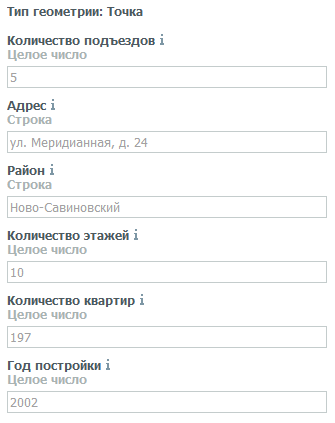 Тип геометрии: Точка
Количество подъездов i
Целое число
5
Адрес i
Строка
ул. Меридианная, д. 24
Район i
Строка
Ново-Савиновский
Количество этажей i
Целое число
10
Количество квартир i
Целое число
197
Год постройки i
Целое число
2002